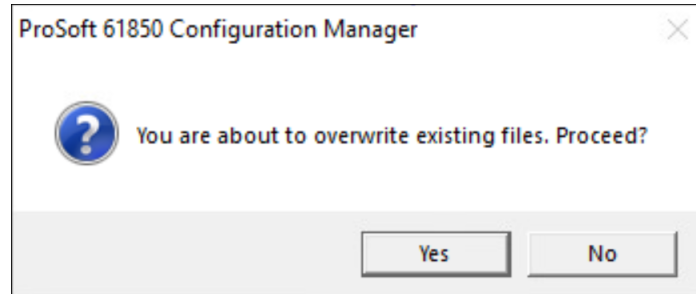 ProSoft 61850 Configuration Manager
You are about to overwrite existing files. Proceed?
Yes
No